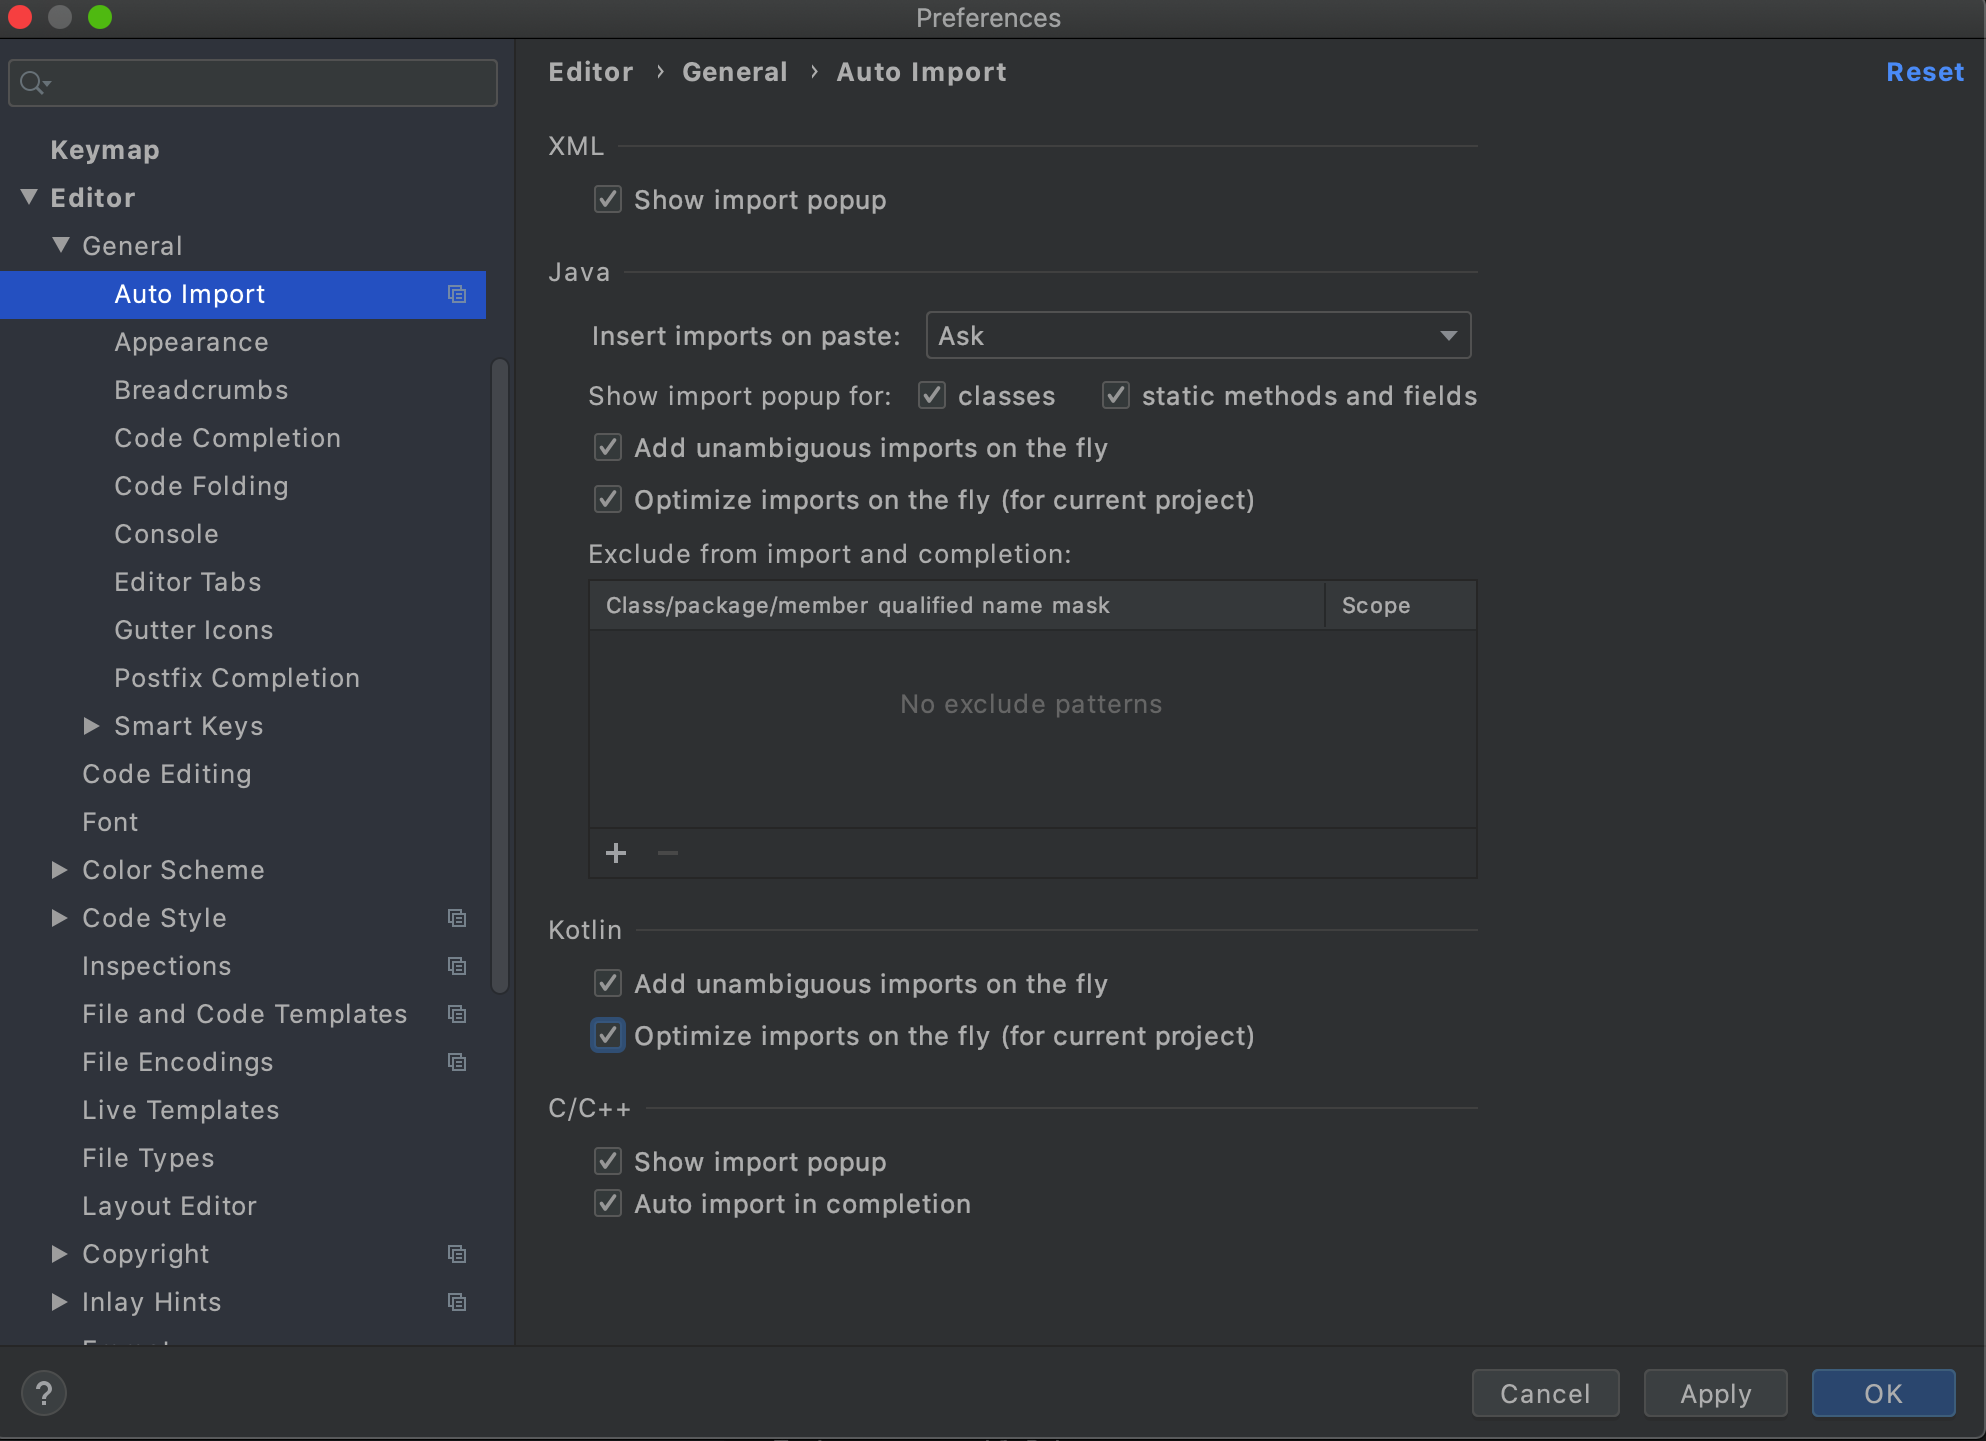 Preferences
Keymap
Editor
General
Auto Import
Appearance
Breadcrumbs
Code Completion
Code Folding
Console
Editor Tabs
Gutter Icons
Postfix Completion
Smart Keys
Code Editing
Font
Color Scheme
Code Style
Inspections
File and Code Templates
File Encodings
Live Templates
File Types
Layout Editor
Copyright
Inlay Hints
Editor › General › Auto Import
Reset
XML
Show import popup
Java
Insert imports on paste: Ask
Show import popup for: classes static methods and fields
Add unambiguous imports on the fly
Optimize imports on the fly (for current project)
Exclude from import and completion:
Class/package/member qualified name mask Scope
No exclude patterns
Kotlin
Add unambiguous imports on the fly
Optimize imports on the fly (for current project)
C/C++
Show import popup
Auto import in completion
?
Cancel Apply OK